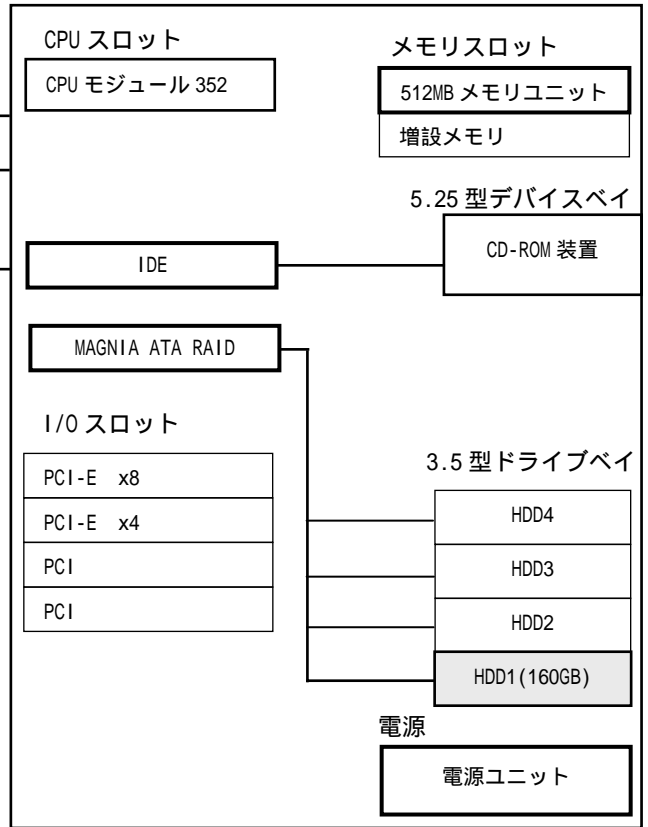 CPU スロット
CPU モジュール 352
メモリスロット
512MB メモリユニット
増設メモリ
5.25 型デバイスベイ
CD-ROM 装置
IDE
MAGNIA ATA RAID
I/O スロット
PCI-E x8
PCI-E x4
PCI
PCI
3.5 型ドライブベイ
HDD4
HDD3
HDD2
HDD1(160GB)
電源
電源ユニット